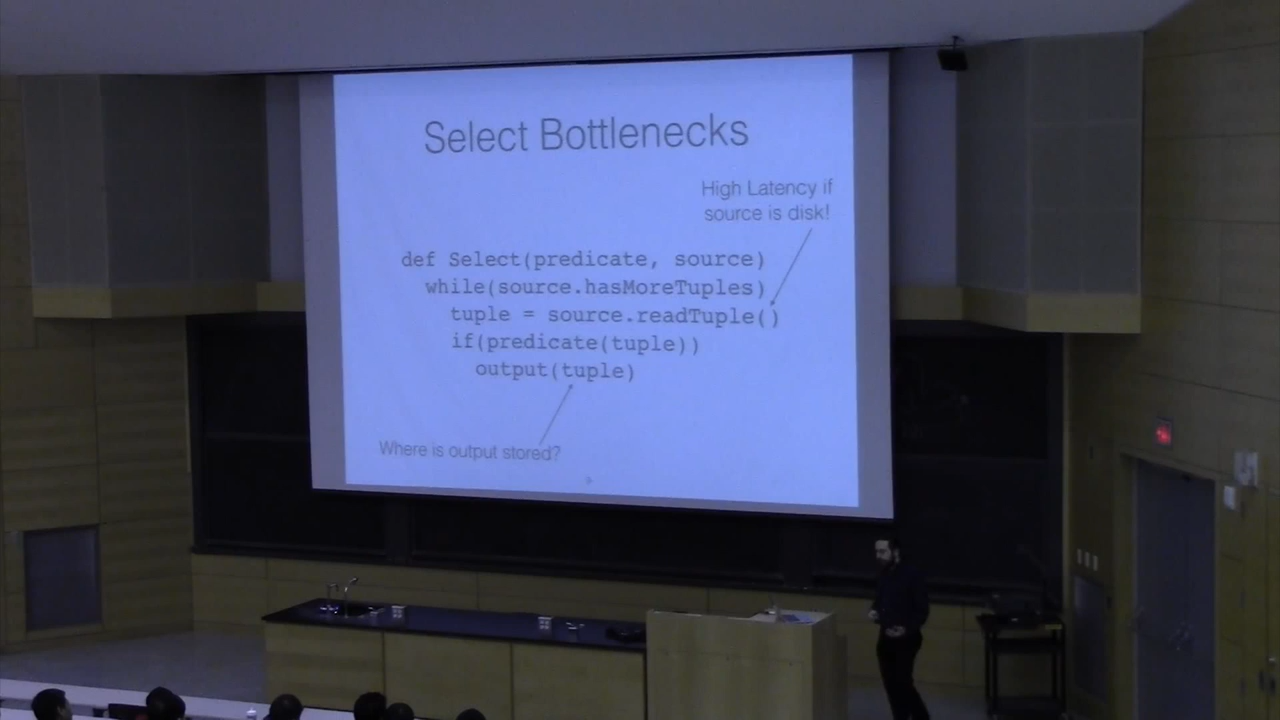 Select Bottlenecks
High Latency if
source is disk!
def Select(predicate, source)
while(source.hasMoreTuples)
tuple = source.readTuple()
if(predicate(tuple))
output(tuple)
Where is output stored?